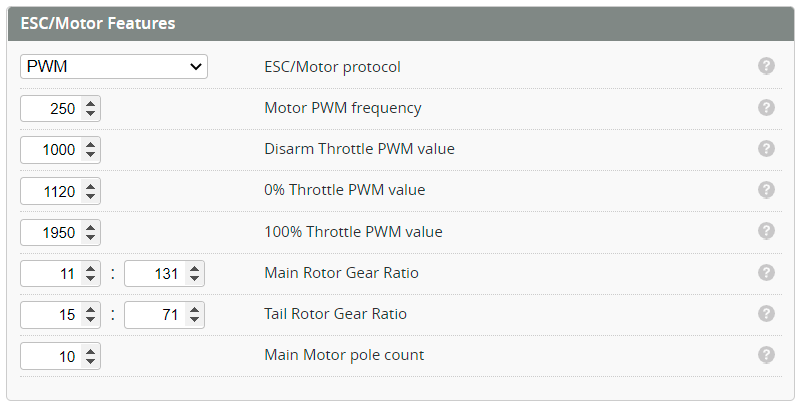 ESC/Motor Features
PWM ESC/Motor protocol ?
250 Motor PWM frequency ?
1000 Disarm Throttle PWM value ?
1120 0% Throttle PWM value ?
1950 100% Throttle PWM value ?
11 : 131 Main Rotor Gear Ratio ?
15 : 71 Tail Rotor Gear Ratio ?
10 Main Motor pole count ?